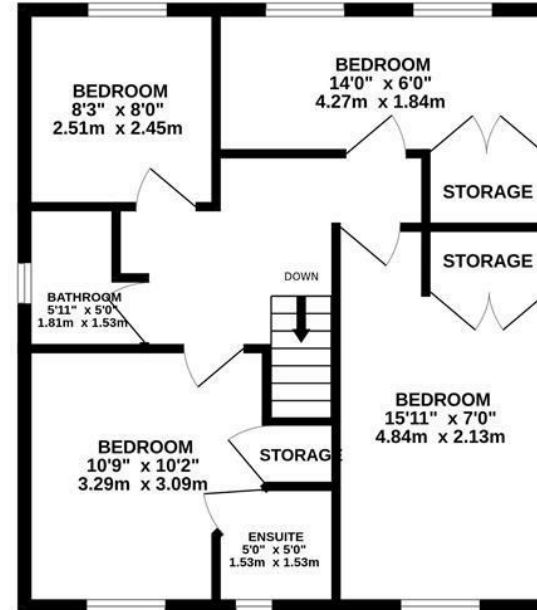 BEDROOM
8'3" x 8'0"
2.51m x 2.45m
BEDROOM
14'0" x 6'0"
4.27m x 1.84m
STORAGE
STORAGE
DOWN
BATHROOM
5'11" x 5'0"
1.81m x 1.53m
BEDROOM
15'11" x 7'0"
4.84m x 2.13m
BEDROOM
10'9" x 10'2"
3.29m x 3.09m
STORAGE
ENSUITE
5'0" x 5'0"
1.53m x 1.53m